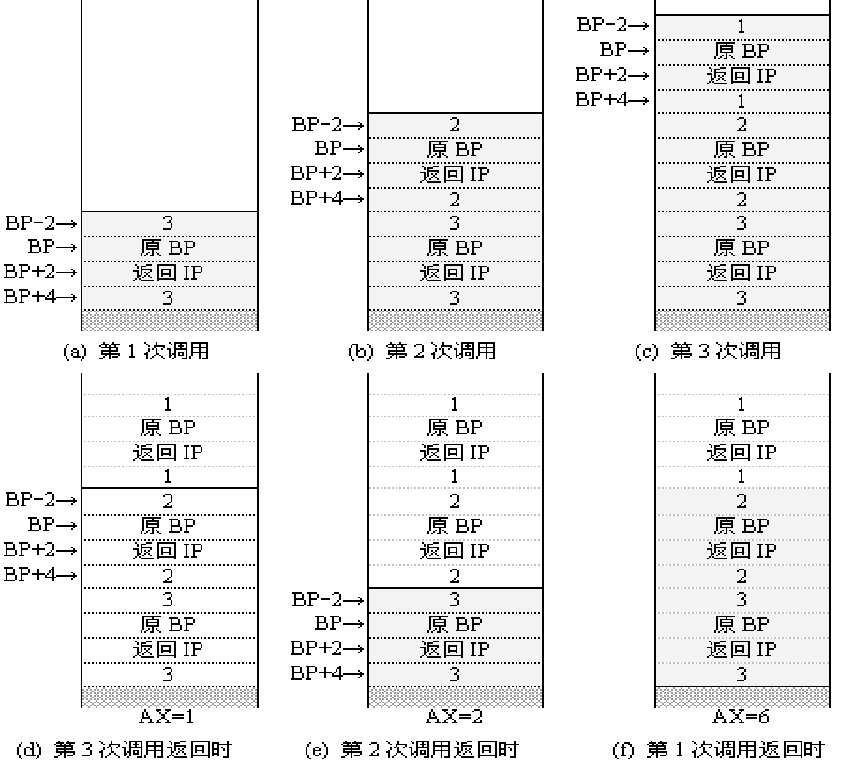 BP-2→ 3
BP→ 原 BP
BP+2→ 返回 IP
BP+4→ 3
(a) 第 1 次调用
BP-2→ 2
BP→ 原 BP
BP+2→ 返回 IP
BP+4→ 2
3
原 BP
返回 IP
3
(b) 第 2 次调用
BP-2→ 1
BP→ 原 BP
BP+2→ 返回 IP
BP+4→ 1
2
原 BP
返回 IP
2
3
原 BP
返回 IP
3
(c) 第 3 次调用
1
原 BP
返回 IP
1
BP-2→ 2
BP→ 原 BP
BP+2→ 返回 IP
BP+4→ 2
3
原 BP
返回 IP
3
AX=1
(d) 第 3 次调用返回时
1
原 BP
返回 IP
1
2
原 BP
返回 IP
2
BP-2→ 3
BP→ 原 BP
BP+2→ 返回 IP
BP+4→ 3
AX=2
(e) 第 2 次调用返回时
1
原 BP
返回 IP
1
2
原 BP
返回 IP
2
3
原 BP
返回 IP
3
AX=6
(f) 第 1 次调用返回时